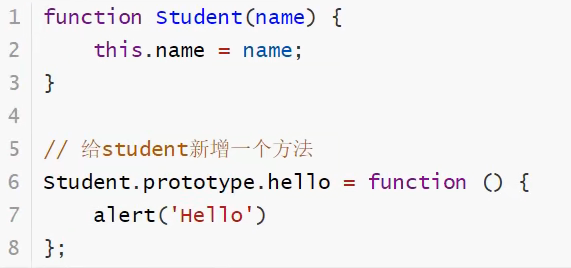 1 function Student(name) {
2     this.name = name;
3 }
4
5 // 给student新增一个方法
6 Student.prototype.hello = function () {
7     alert('Hello')
8 };